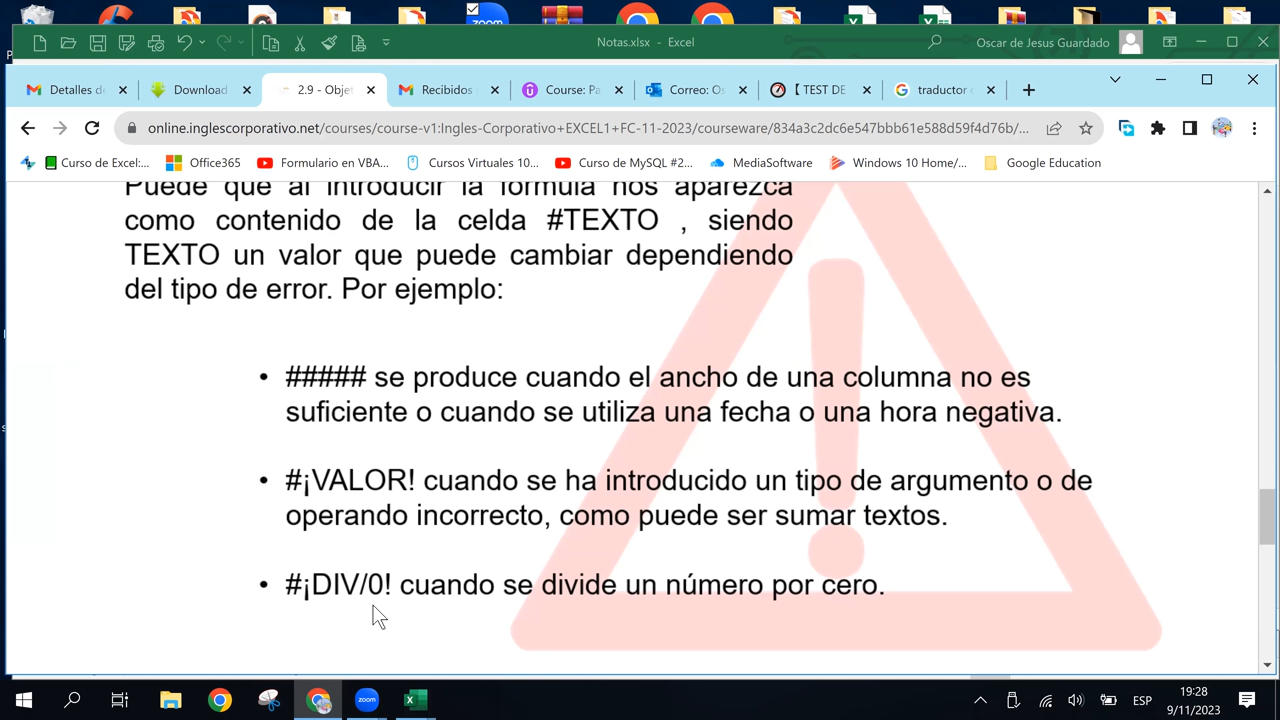 zoom
Notas.xlsx - Excel
Oscar de Jesus Guardado
Detalles de
Download
2.9 - Objet
Recibidos
Course: Pa
Correo: Os
[ TEST DE
traductor
online.inglescorporativo.net/courses/course-v1:Ingles-Corporativo+EXCEL1+FC-11-2023/courseware/834a3c2dc6e547bbb61e588d59f4d76b/...
Curso de Excel:...
Office365
Formulario en VBA...
Cursos Virtuales 10...
Curso de MySQL #2...
MediaSoftware
Windows 10 Home/...
Google Education
Puede que al introducir la fórmula nos aparezca
como contenido de la celda #TEXTO , siendo
TEXTO un valor que puede cambiar dependiendo
del tipo de error. Por ejemplo:
• ##### se produce cuando el ancho de una columna no es
suficiente o cuando se utiliza una fecha o una hora negativa.
• #¡VALOR! cuando se ha introducido un tipo de argumento o de
operando incorrecto, como puede ser sumar textos.
• #¡DIV/0! cuando se divide un número por cero.
zoom
ESP
19:28
9/11/2023